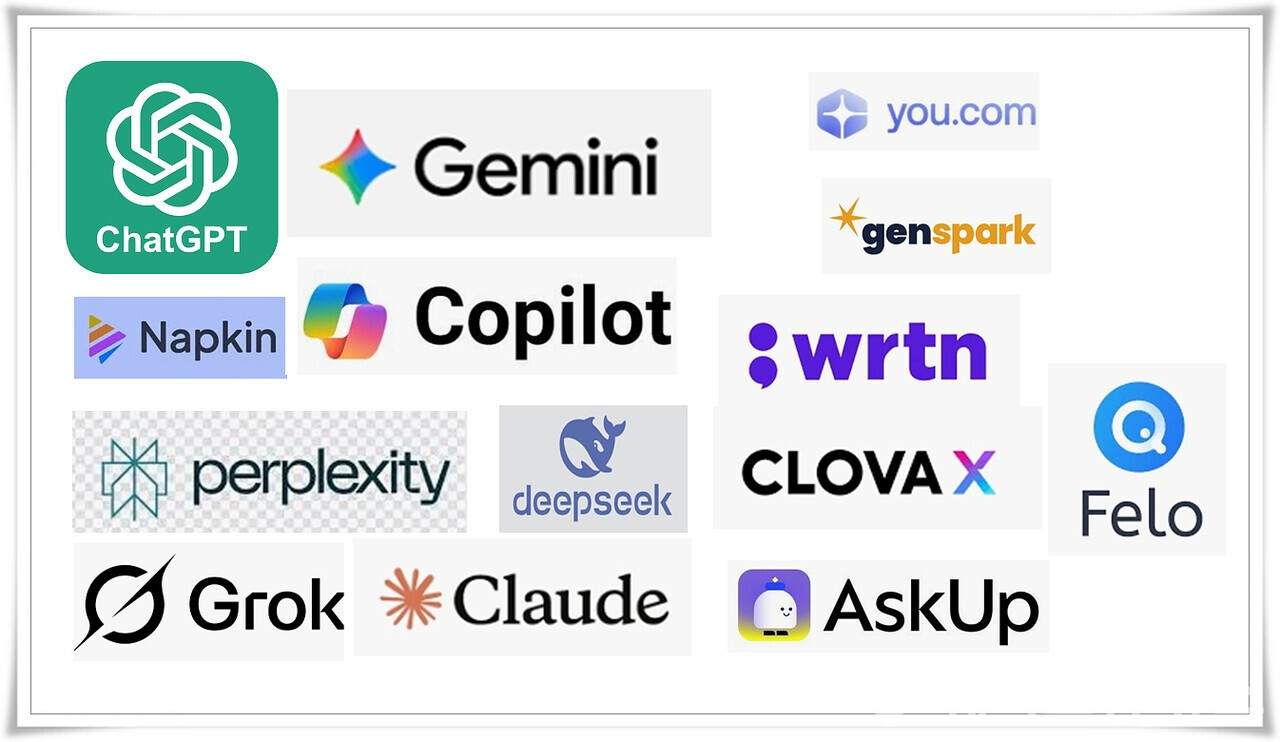 ChatGPT
Gemini
you.com
genspark
Napkin
Copilot
wrtn
perplexity
deepseek
CLOVA X
Felo
Grok
Claude
AskUp